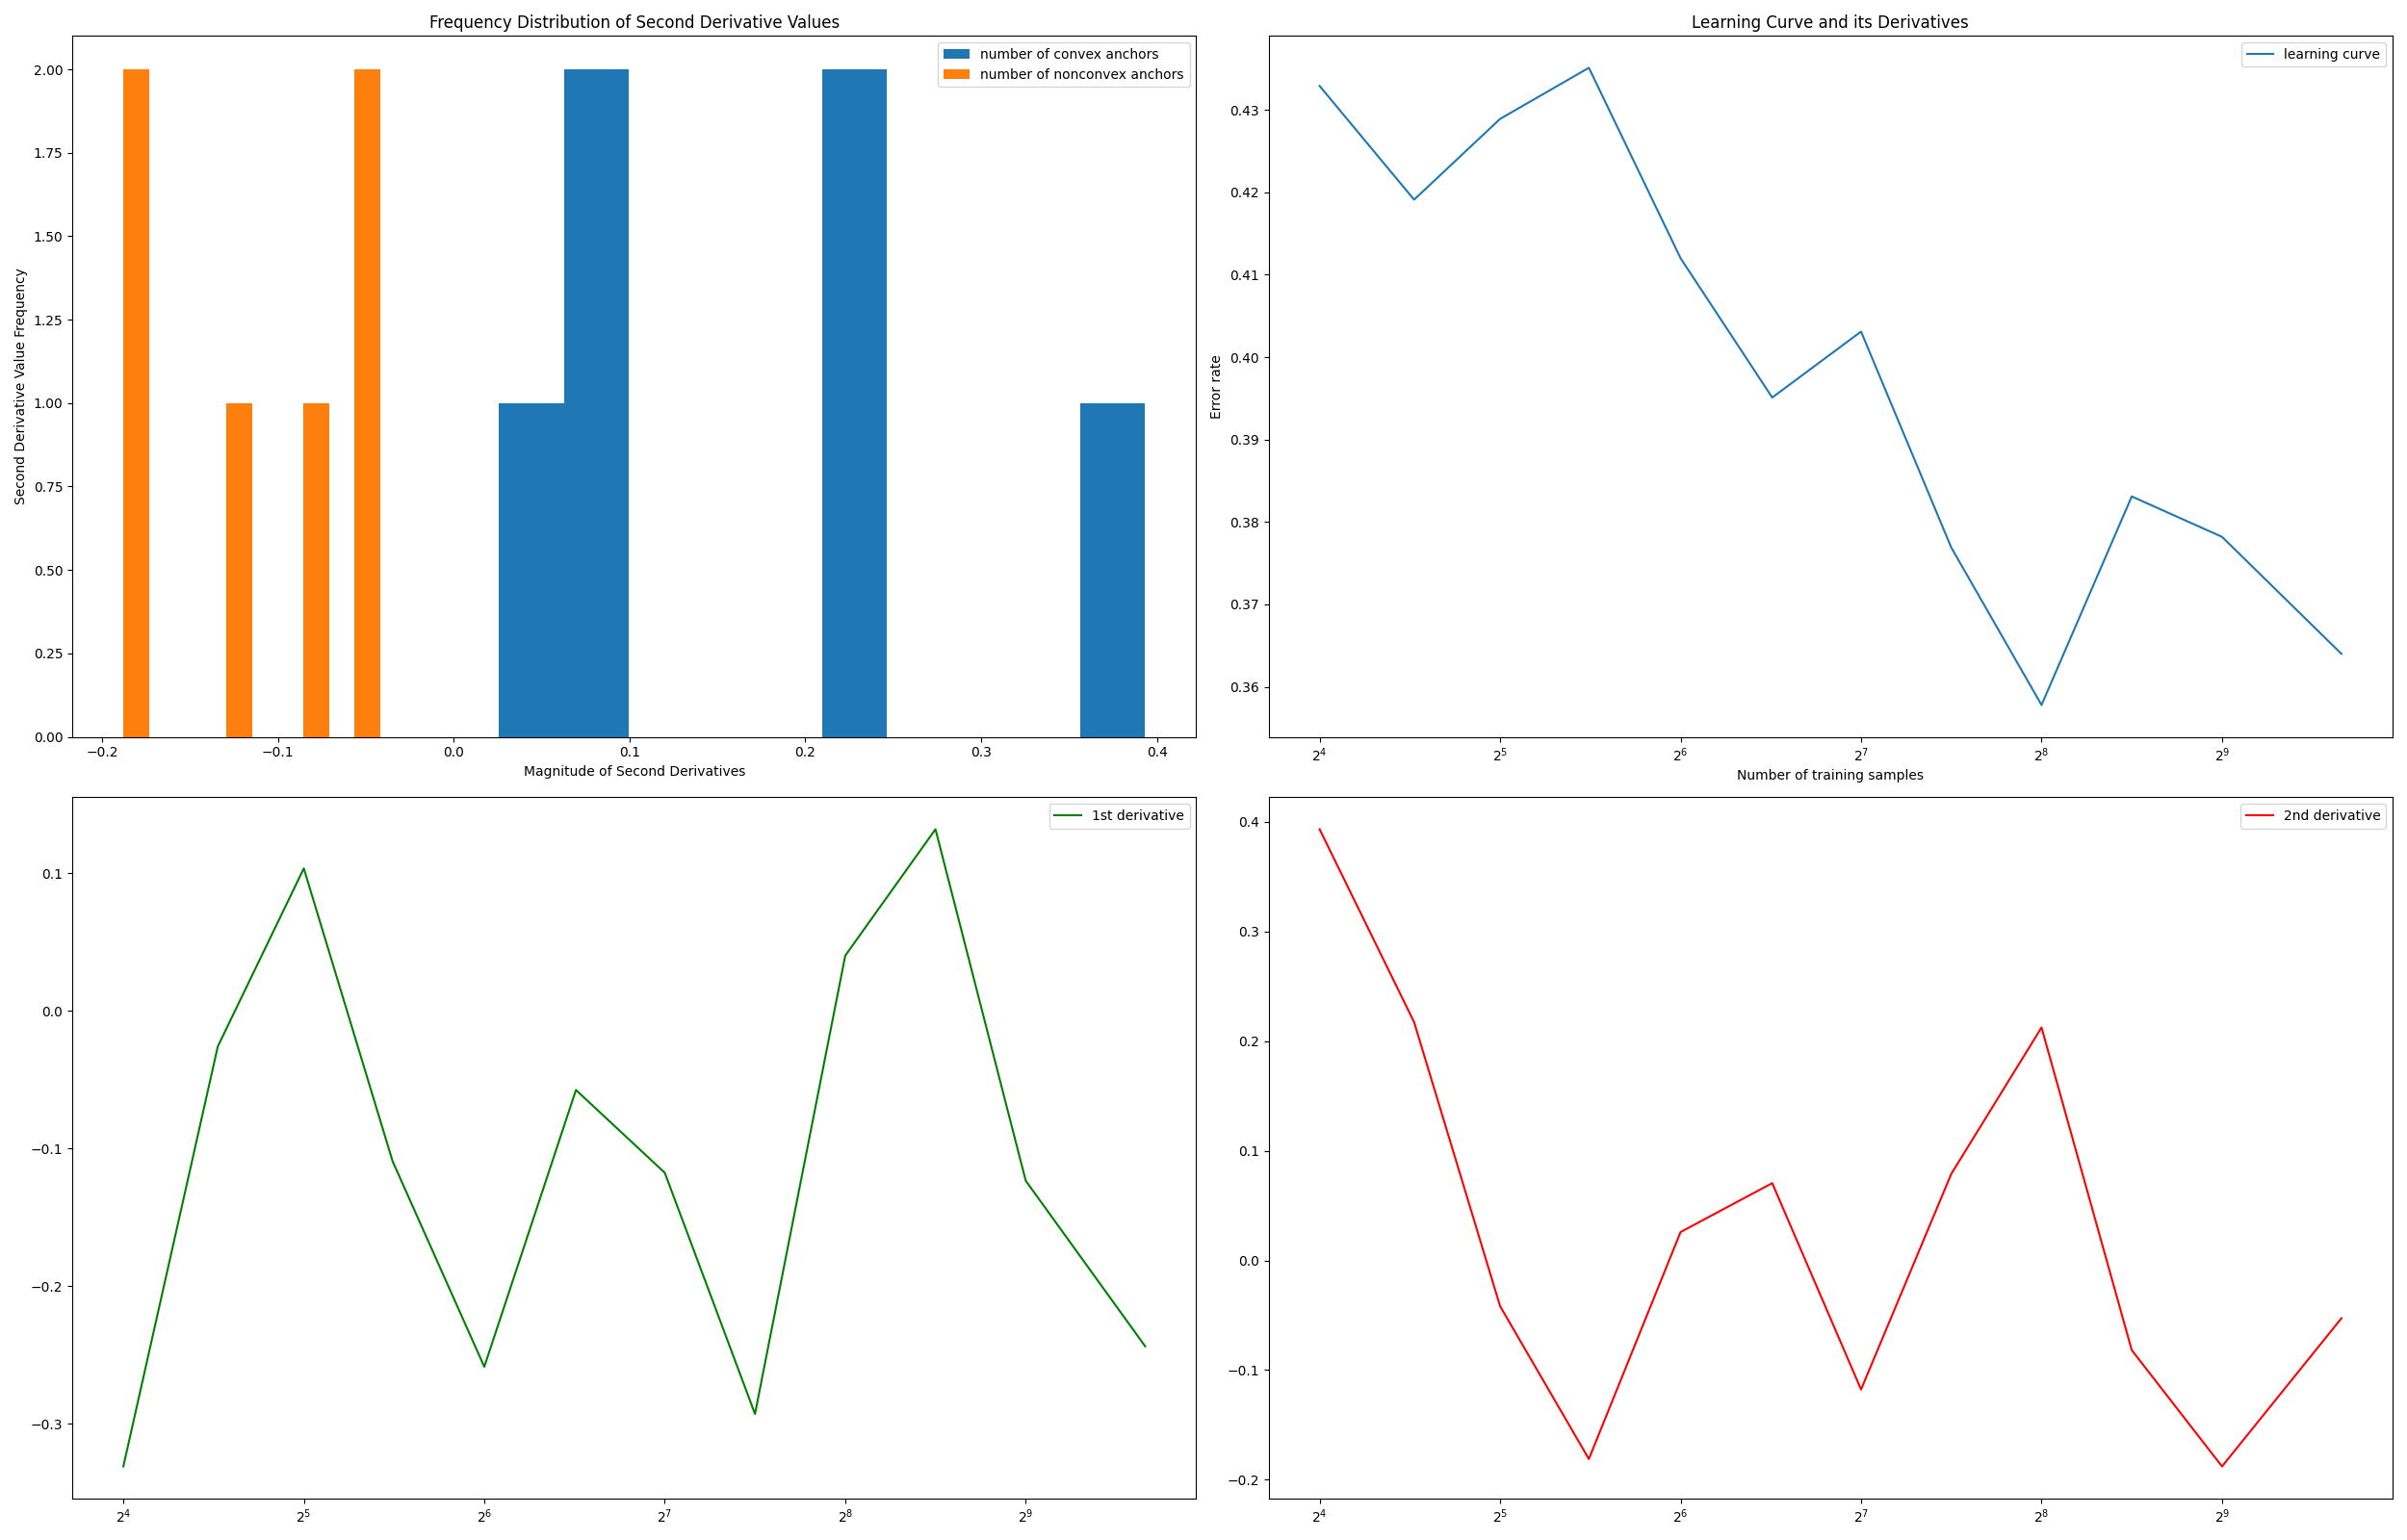 Frequency Distribution of Second Derivative Values
number of convex anchors
number of nonconvex anchors
2.00
1.75
1.50
1.25
1.00
0.75
0.50
0.25
0.00
Second Derivative Value Frequency
−0.2 −0.1 0.0 0.1 0.2 0.3 0.4
Magnitude of Second Derivatives
Learning Curve and its Derivatives
learning curve
0.43
0.42
0.41
0.40
0.39
0.38
0.37
0.36
Error rate
2⁴ 2⁵ 2⁶ 2⁷ 2⁸ 2⁹
Number of training samples
1st derivative
0.1
0.0
−0.1
−0.2
−0.3
2⁴ 2⁵ 2⁶ 2⁷ 2⁸ 2⁹
2nd derivative
0.4
0.3
0.2
0.1
0.0
−0.1
−0.2
2⁴ 2⁵ 2⁶ 2⁷ 2⁸ 2⁹